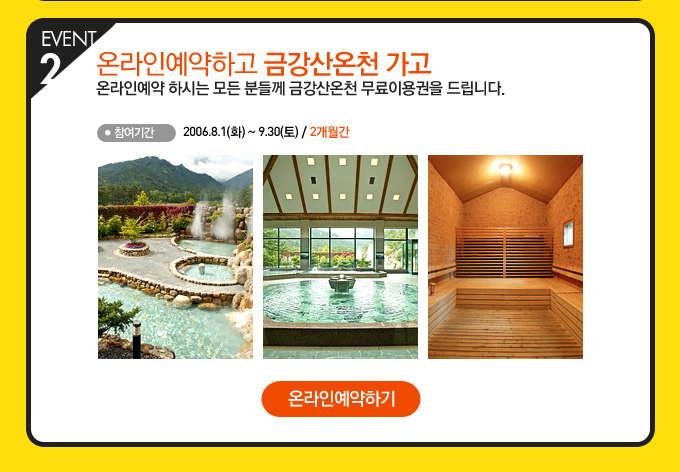 EVENT
2
온라인예약하고 금강산온천 가고
온라인예약 하시는 모든 분들께 금강산온천 무료이용권을 드립니다.
참여기간 2006.8.1(화) ~ 9.30(토) / 2개월간
온라인예약하기